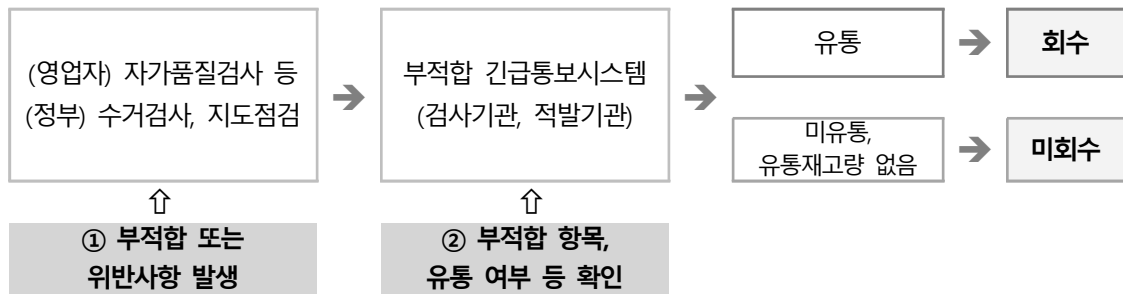 (영업자) 자가품질검사 등
(정부) 수거검사, 지도점검
➔
부적합 긴급통보시스템
(검사기관, 적발기관)
➔
유통
➔
회수
미유통,
유통재고량 없음
➔
미회수
⇧
① 부적합 또는
위반사항 발생
⇧
② 부적합 항목,
유통 여부 등 확인